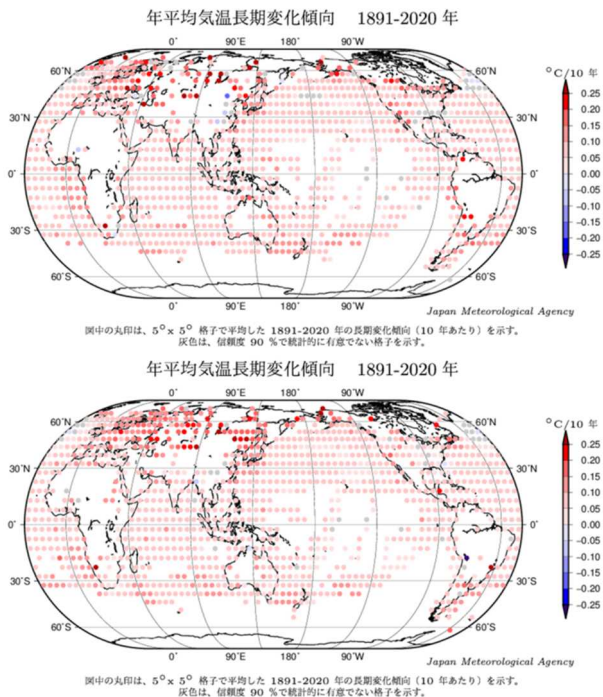 年平均気温長期変化傾向 1891-2020 年
0° 90°E 180° 90°W
°C/10 年
60°N 60°N
30°N 30°N
0° 0°
30°S 30°S
60°S 60°S
0.25
0.20
0.15
0.10
0.05
0.00
-0.05
-0.10
-0.15
-0.20
-0.25
0° 90°E 180° 90°W
Japan Meteorological Agency
図中の丸印は、5°x 5° 格子で平均した 1891-2020 年の長期変化傾向(10 年あたり)を示す。
灰色は、信頼度 90 %で統計的に有意でない格子を示す。
年平均気温長期変化傾向 1891-2020 年
0° 90°E 180° 90°W
°C/10 年
60°N 60°N
30°N 30°N
0° 0°
30°S 30°S
60°S 60°S
0.25
0.20
0.15
0.10
0.05
0.00
-0.05
-0.10
-0.15
-0.20
-0.25
0° 90°E 180° 90°W
Japan Meteorological Agency
図中の丸印は、5°x 5° 格子で平均した 1891-2020 年の長期変化傾向(10 年あたり)を示す。
灰色は、信頼度 90 %で統計的に有意でない格子を示す。